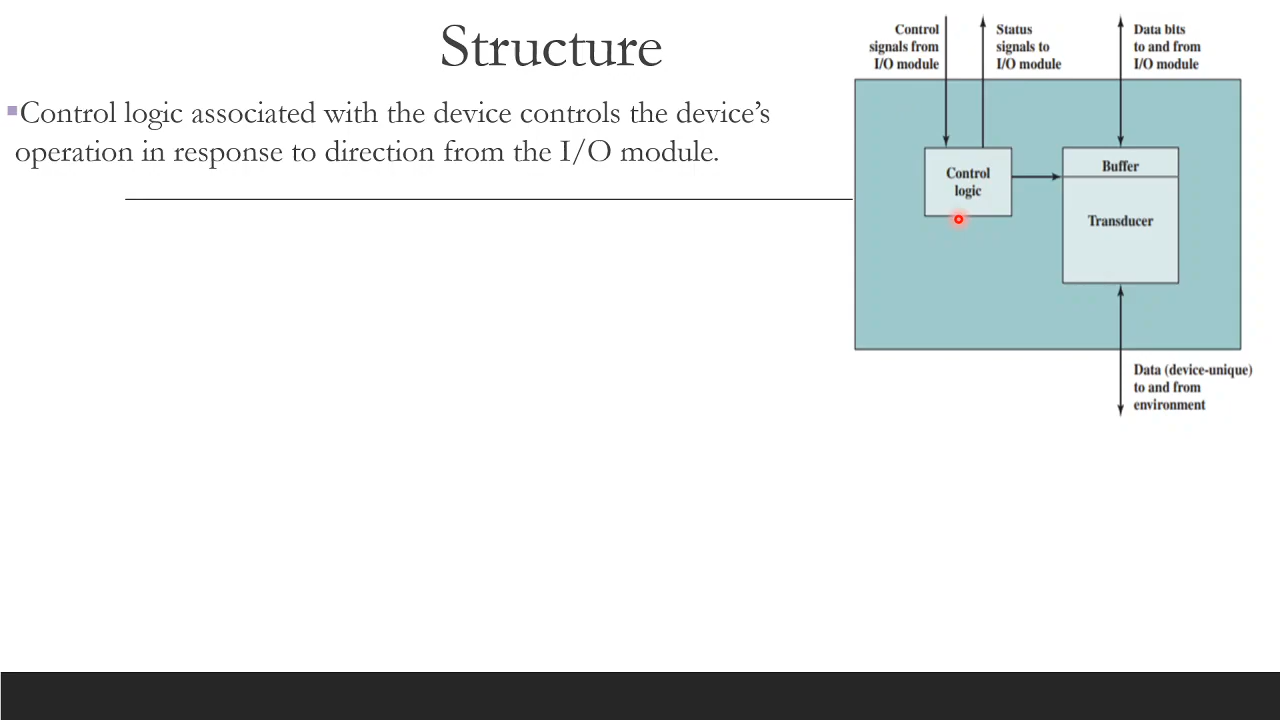 Structure
▪Control logic associated with the device controls the device’s
operation in response to direction from the I/O module.
Control
signals from
I/O module
Status
signals to
I/O module
Data bits
to and from
I/O module
Control
logic
Buffer
Transducer
Data (device-unique)
to and from
environment